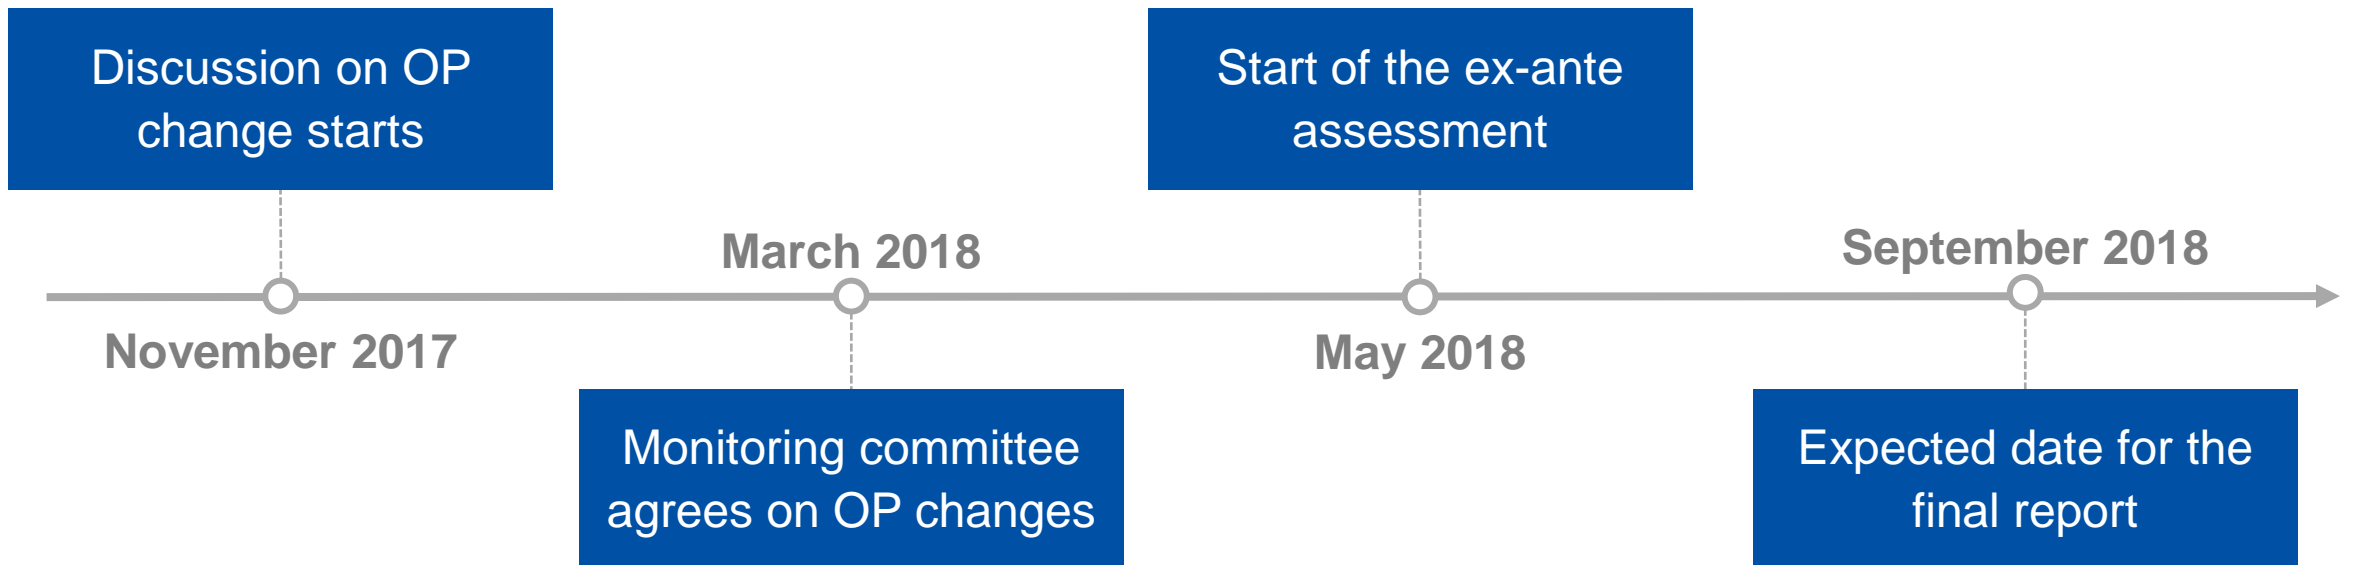 Discussion on OP
change starts
November 2017
March 2018
Monitoring committee
agrees on OP changes
Start of the ex-ante
assessment
May 2018
September 2018
Expected date for the
final report